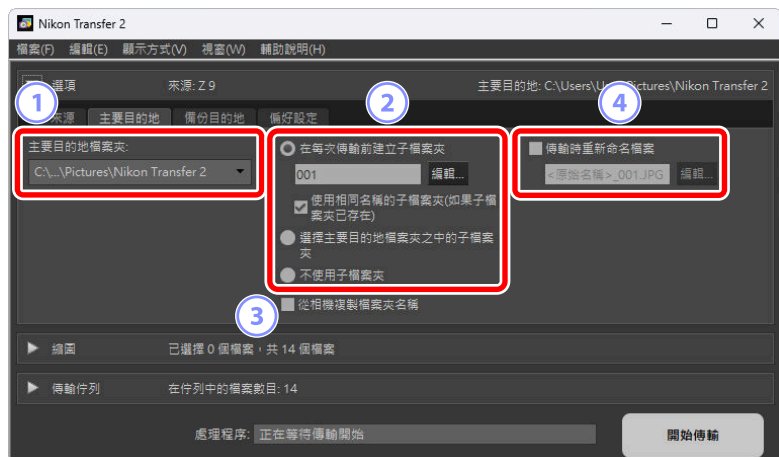 Nikon Transfer 2
檔案(F) 編輯(E) 顯示方式(V) 視窗(W) 輔助說明(H)
選項 來源: Z 9 主要目的地: C:\Users\U Pictures\Nikon Transfer 2
1 2 4
來源 主要目的地 備份目的地 偏好設定
主要目的地檔案夾: 在每次傳輸前建立子檔案夾 傳輸時重新命名檔案
C:\...\Pictures\Nikon Transfer 2 001 編輯... <原始名稱>_001.JPG 編輯...
使用相同名稱的子檔案夾(如果子檔
案夾已存在)
選擇主要目的地檔案夾之中的子檔案
夾
不使用子檔案夾
3 從相機複製檔案夾名稱
縮圖 已選擇 0 個檔案,共 14 個檔案
傳輸佇列 在佇列中的檔案數目: 14
處理程序: 正在等待傳輸開始 開始傳輸